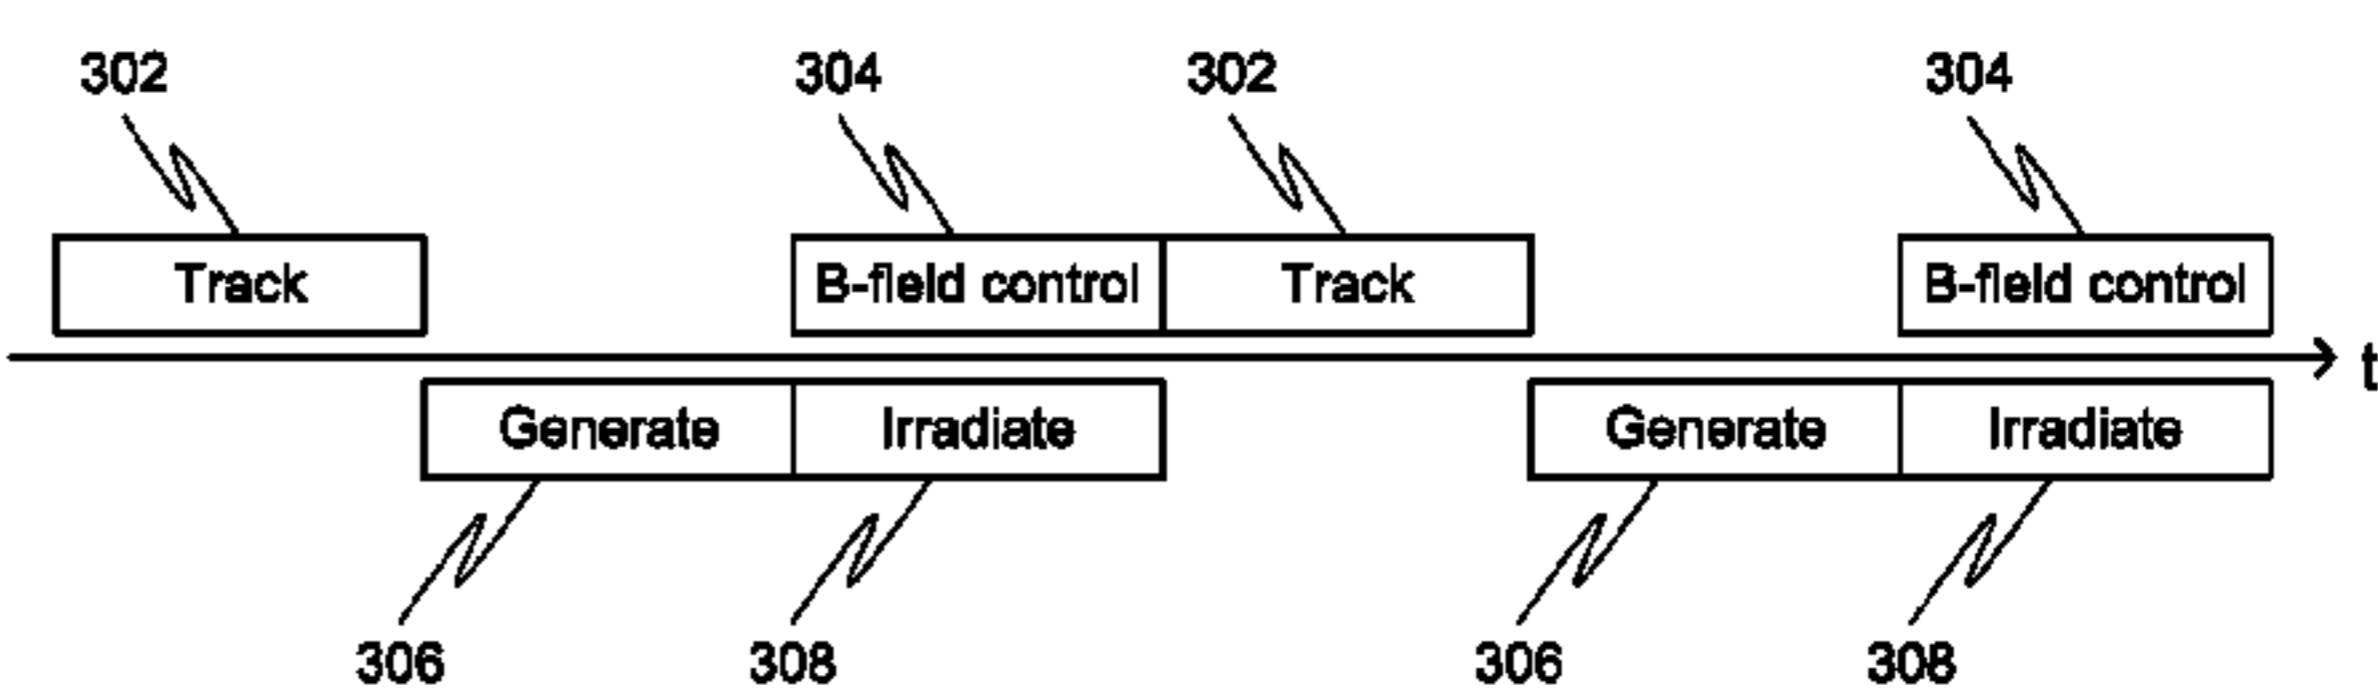 302 304 302 304
Track B-field control Track B-field control
t
Generate Irradiate Generate Irradiate
306 308 306 308